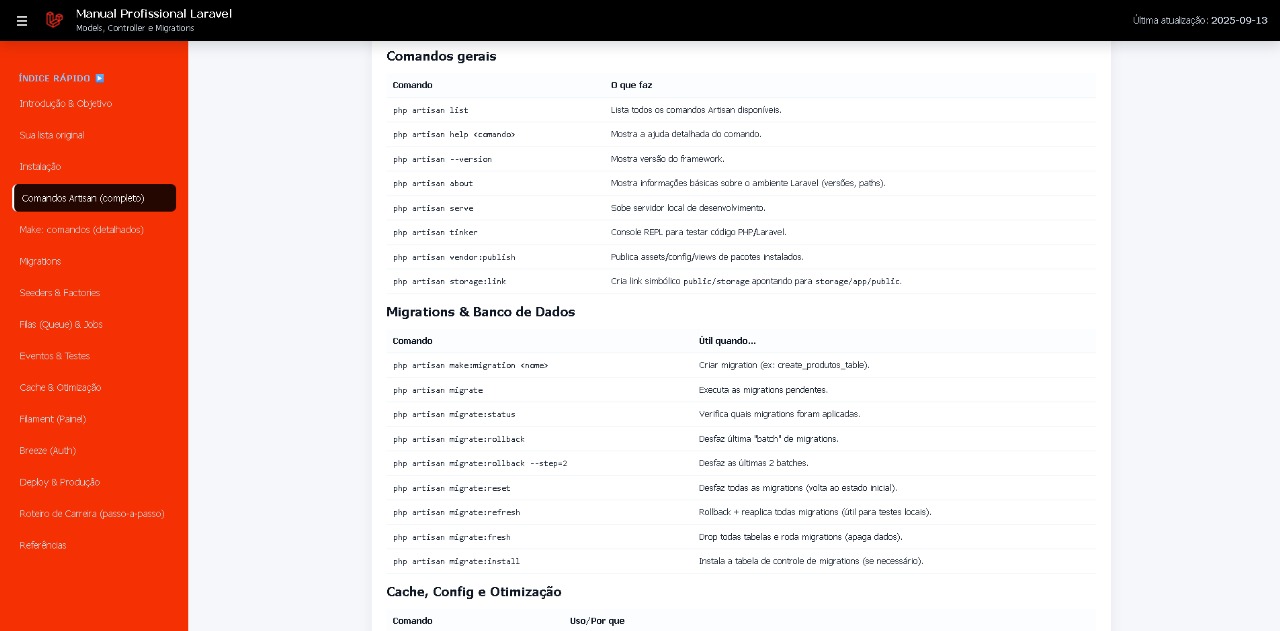 Manual Profissional Laravel
Models, Controller e Migrations
Última atualização: 2025-09-13
ÍNDICE RÁPIDO ▶
Introdução & Objetivo
Sua lista original
Instalação
Comandos Artisan (completo)
Make: comandos (detalhados)
Migrations
Seeders & Factories
Filas (Queue) & Jobs
Eventos & Testes
Cache & Otimização
Filament (Painel)
Breeze (Auth)
Deploy & Produção
Roteiro de Carreira (passo-a-passo)
Referências
Comandos gerais
Comando O que faz
php artisan list Lista todos os comandos Artisan disponíveis.
php artisan help <comando> Mostra a ajuda detalhada do comando.
php artisan --version Mostra versão do framework.
php artisan about Mostra informações básicas sobre o ambiente Laravel (versões, paths).
php artisan serve Sobe servidor local de desenvolvimento.
php artisan tinker Console REPL para testar código PHP/Laravel.
php artisan vendor:publish Publica assets/config/views de pacotes instalados.
php artisan storage:link Cria link simbólico public/storage apontando para storage/app/public.
Migrations & Banco de Dados
Comando Útil quando...
php artisan make:migration <nome> Criar migration (ex: create_produtos_table).
php artisan migrate Executa as migrations pendentes.
php artisan migrate:status Verifica quais migrations foram aplicadas.
php artisan migrate:rollback Desfaz última "batch" de migrations.
php artisan migrate:rollback --step=2 Desfaz as últimas 2 batches.
php artisan migrate:reset Desfaz todas as migrations (volta ao estado inicial).
php artisan migrate:refresh Rollback + reaplica todas migrations (útil para testes locais).
php artisan migrate:fresh Drop todas tabelas e roda migrations (apaga dados).
php artisan migrate:install Instala a tabela de controle de migrations (se necessário).
Cache, Config e Otimização
Comando Uso/Por que